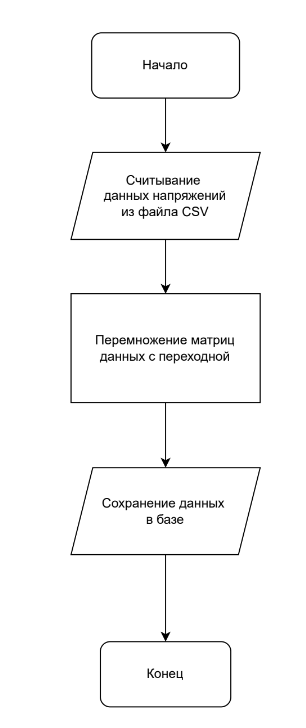 Начало
Считывание
данных напряжений
из файла CSV
Перемножение матриц
данных с переходной
Сохранение данных
в базе
Конец